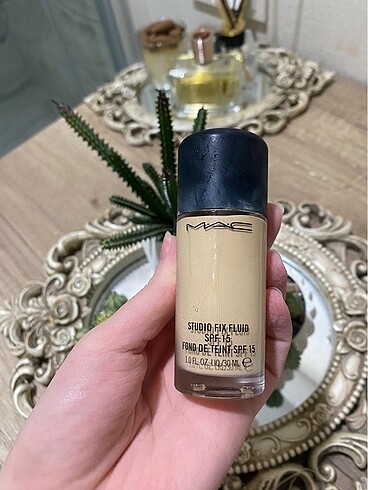 MAC
STUDIO FIX FLUID
SPF 15
FOND DE TEINT SPF 15
1.0 FL.OZ./30 ML ℮